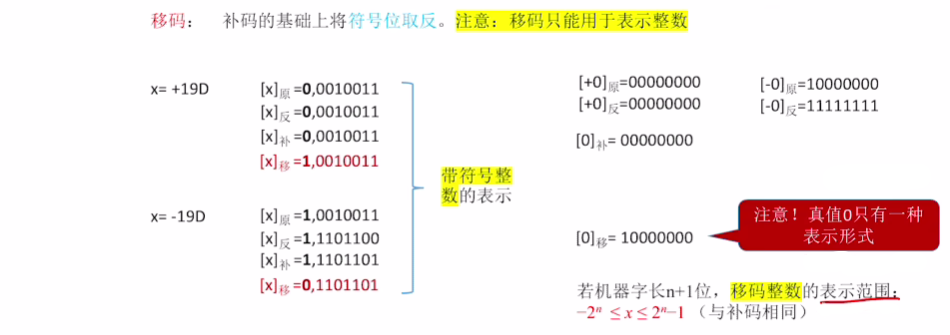 移码： 补码的基础上将符号位取反。注意：移码只能用于表示整数
x= +19D
[x]原=0,0010011
[x]反=0,0010011
[x]补=0,0010011
[x]移=1,0010011
x= -19D
[x]原=1,0010011
[x]反=1,1101100
[x]补=1,1101101
[x]移=0,1101101
带符号整
数的表示
[+0]原=00000000 [-0]原=10000000
[+0]反=00000000 [-0]反=11111111
[0]补= 00000000
[0]移= 10000000
注意！真值0只有一种
表示形式
若机器字长n+1位，移码整数的表示范围：
−2ⁿ ≤ x ≤ 2ⁿ−1（与补码相同）